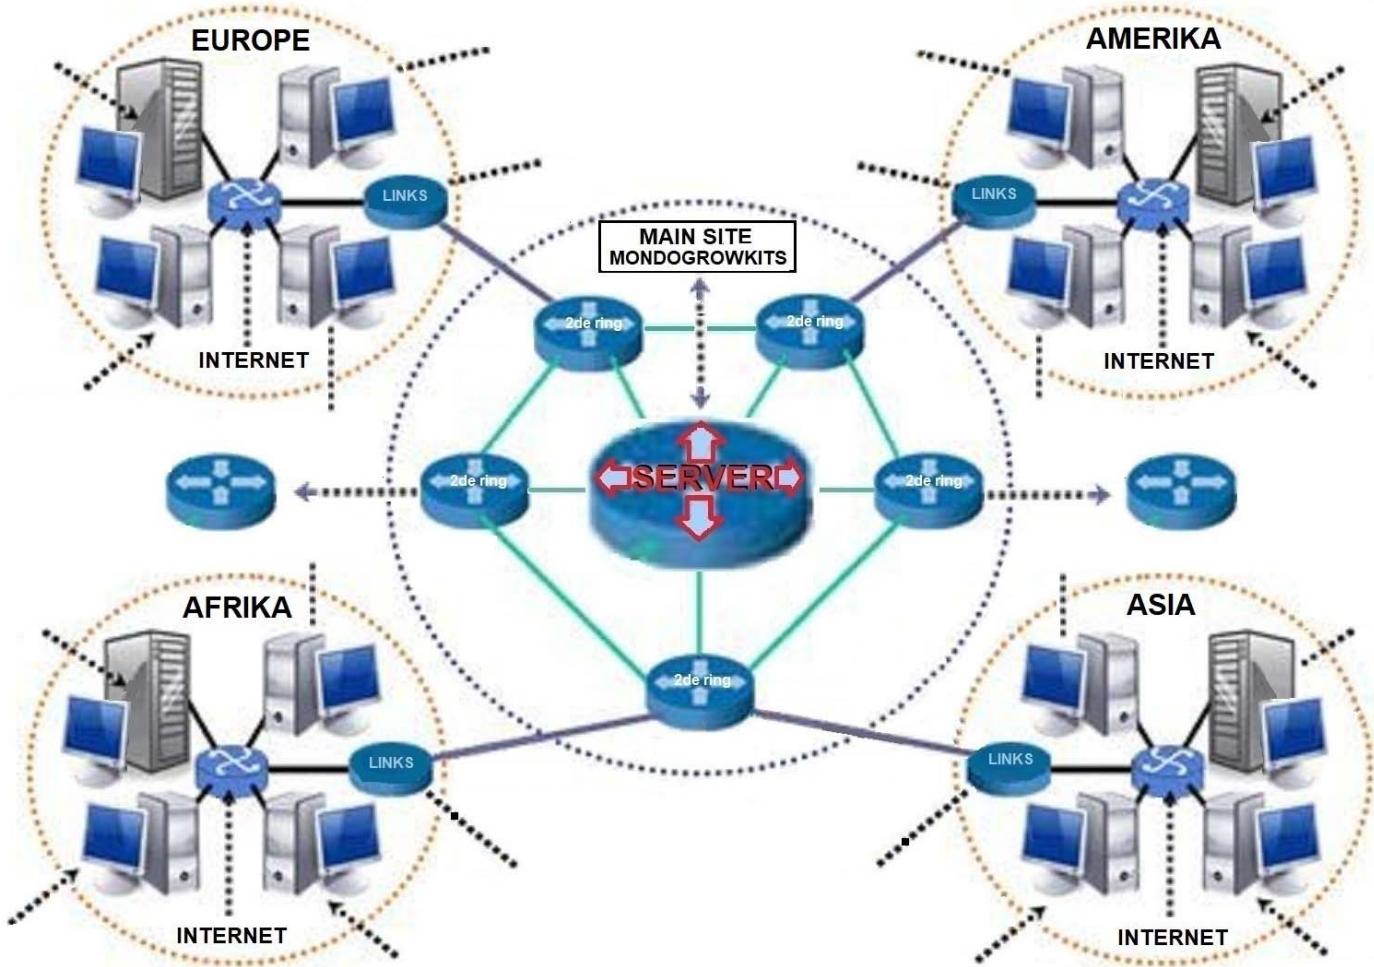 EUROPE
AMERIKA
LINKS
LINKS
MAIN SITE
MONDOGROWKITS
2de ring
2de ring
INTERNET
INTERNET
2de ring
SERVER
2de ring
AFRIKA
ASIA
2de ring
LINKS
LINKS
INTERNET
INTERNET